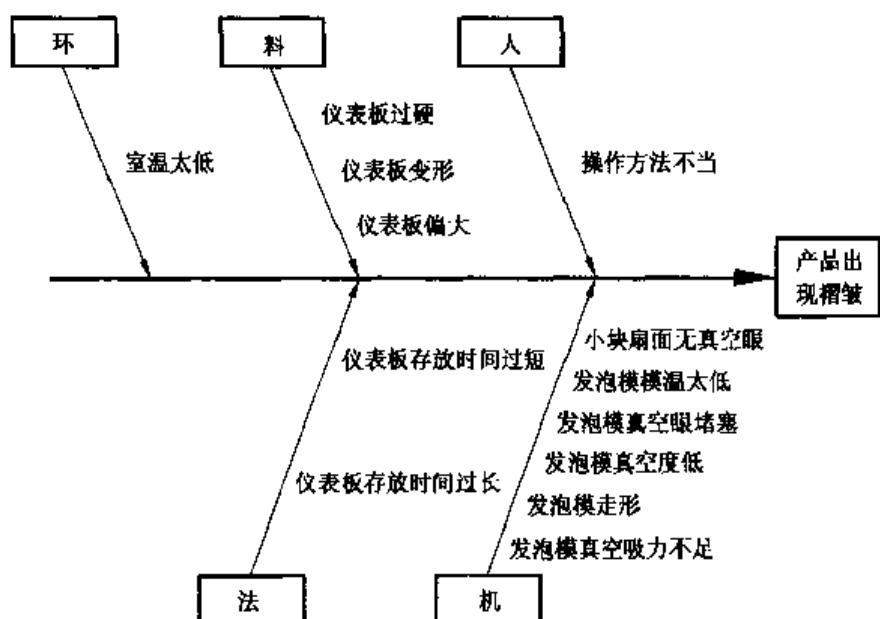 环
料
人
仪表板过硬
室温太低
仪表板变形
操作方法不当
仪表板偏大
产品出
现褶皱
小块扇面无真空眼
仪表板存放时间过短
发泡模模温太低
发泡模真空眼堵塞
发泡模真空度低
仪表板存放时间过长
发泡模走形
发泡模真空吸力不足
法
机